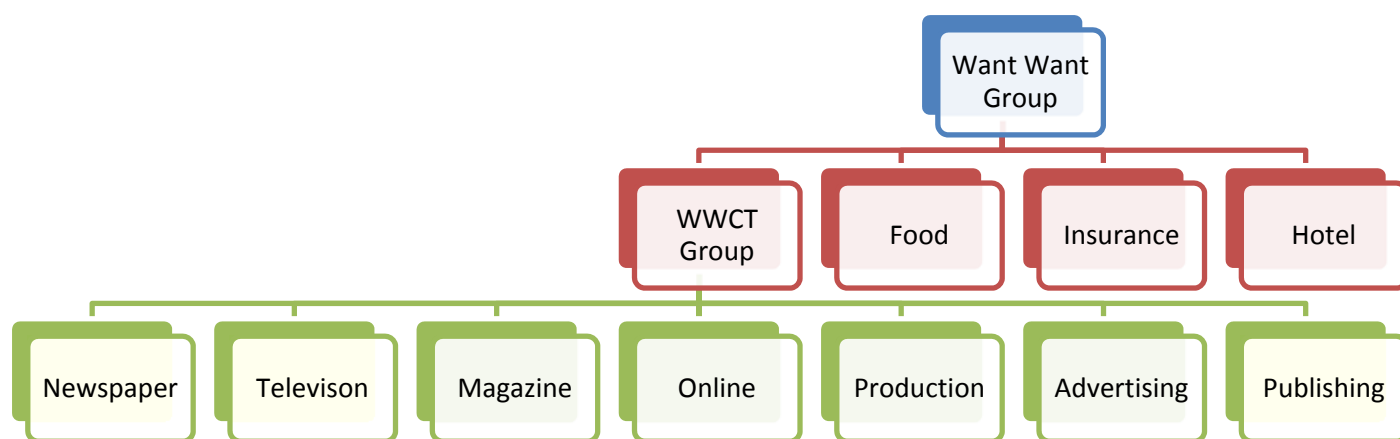 Want Want
Group
WWCT
Group
Food
Insurance
Hotel
Newspaper
Televison
Magazine
Online
Production
Advertising
Publishing